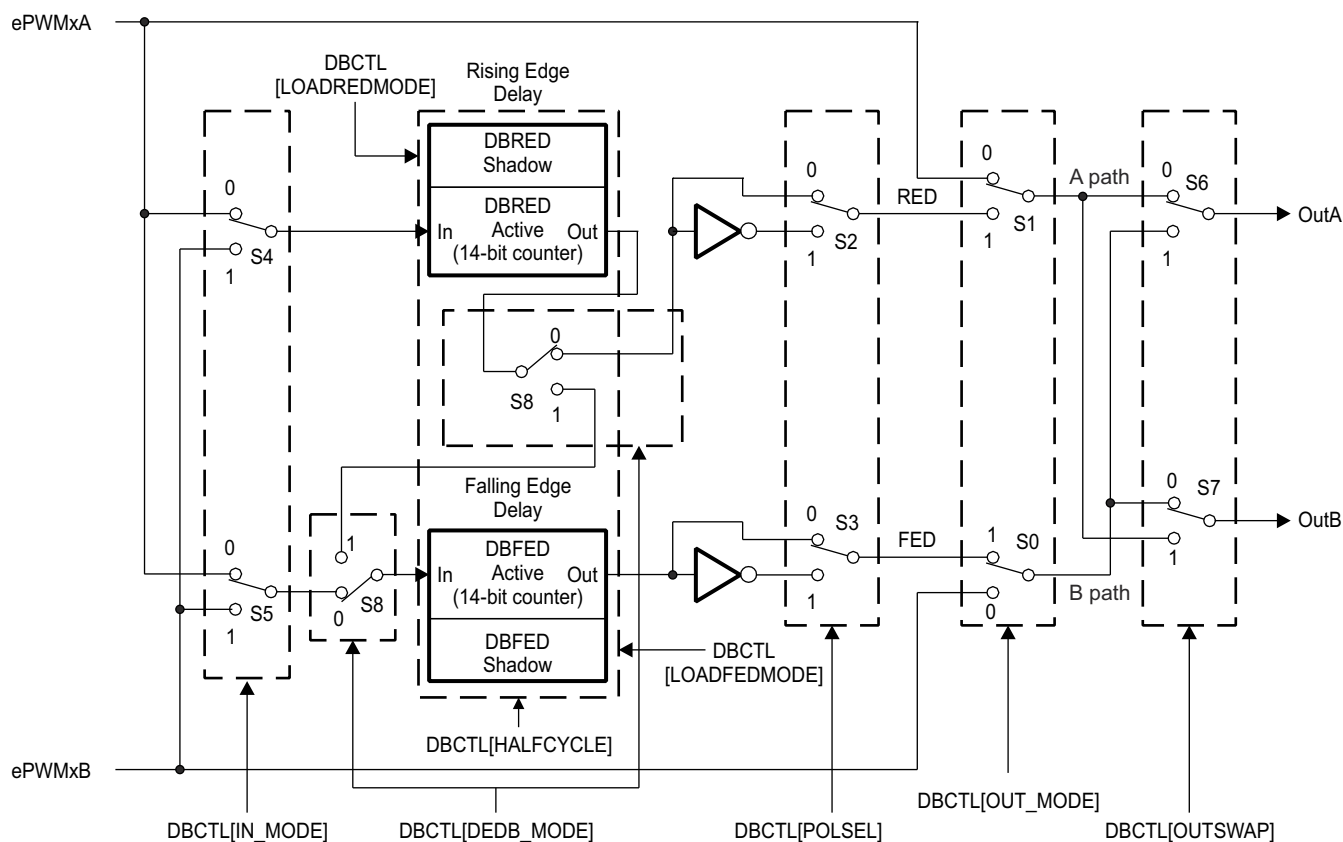 ePWMxA
DBCTL
[LOADREDMODE]
Rising Edge
Delay
DBRED
Shadow
DBRED
Active
(14-bit counter)
In
Out
0
S4
1
0
S2
1
RED
0
S1
1
A path
0
S6
1
OutA
0
S8
1
Falling Edge
Delay
0
S5
1
1
S8
0
DBFED
Active
(14-bit counter)
In
Out
DBFED
Shadow
0
S3
1
FED
1
S0
0
B path
0
S7
1
OutB
DBCTL
[LOADFEDMODE]
DBCTL[HALFCYCLE]
ePWMxB
DBCTL[IN_MODE]
DBCTL[DEDB_MODE]
DBCTL[POLSEL]
DBCTL[OUT_MODE]
DBCTL[OUTSWAP]